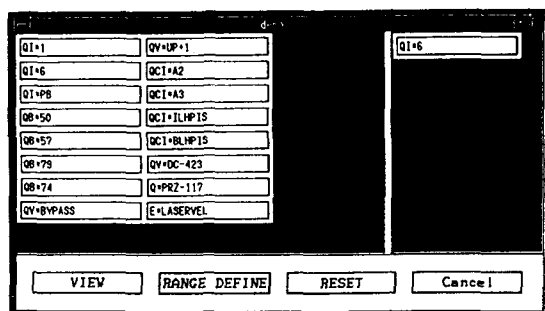 QI*1
QI*6
QI*PB
QB*50
QB*57
QB*79
QB*74
QV*BYPASS
QV*UP*1
QCI*A2
QCI*A3
QCI*ILHPIS
QCI*BLHPIS
QV*DC-423
Q*PRZ-117
E*LASERVEL
QI*6
VIEW
RANGE DEFINE
RESET
Cancel